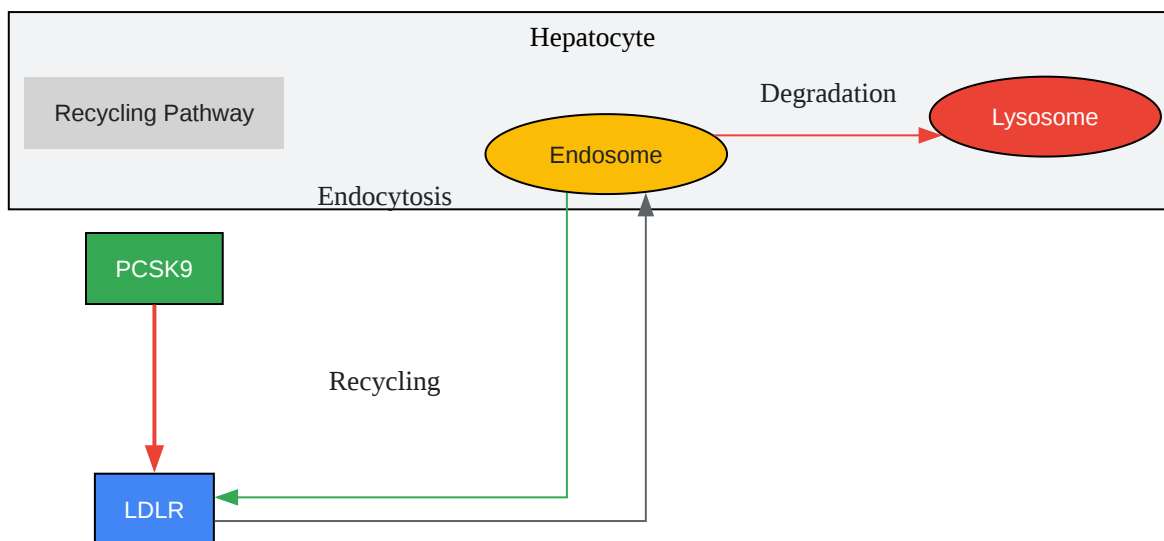 Hepatocyte
Degradation
Recycling Pathway
Lysosome
Endosome
Endocytosis
PCSK9
Recycling
LDLR